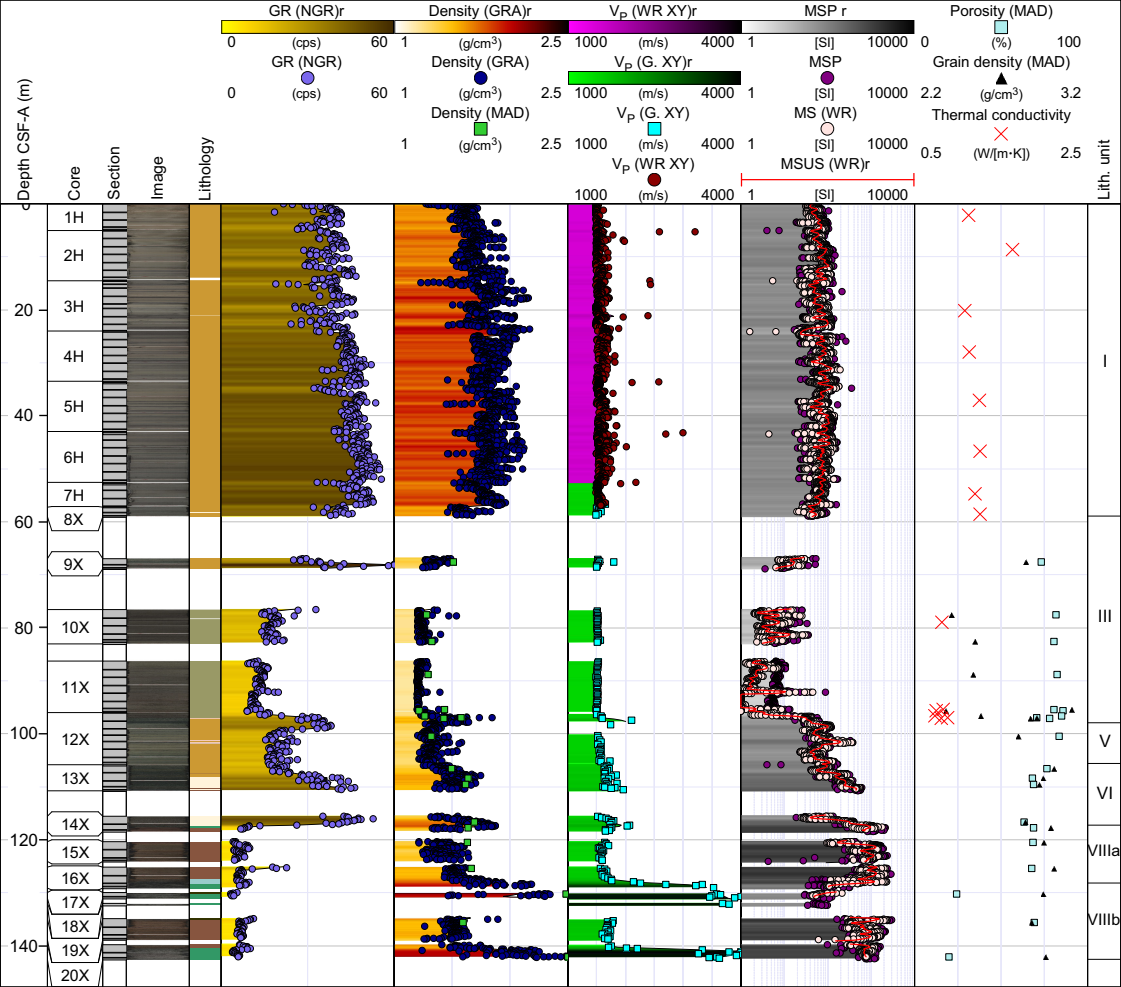 GR (NGR)r Density (GRA)r VP (WR XY)r MSP r Porosity (MAD)
0 (cps) 60 1 (g/cm³) 2.5 1000 (m/s) 4000 1 [SI] 10000 0 (%) 100
GR (NGR) Density (GRA) VP (G. XY)r MSP Grain density (MAD)
0 (cps) 60 1 (g/cm³) 2.5 1000 (m/s) 4000 1 [SI] 10000 2.2 (g/cm³) 3.2
Density (MAD) VP (G. XY) MS (WR) Thermal conductivity
1 (g/cm³) 2.5 1000 (m/s) 4000 1 [SI] 10000 0.5 (W/[m•K]) 2.5
VP (WR XY) MSUS (WR)r
1000 (m/s) 4000 1 [SI] 10000
Depth CSF-A (m) Core Section Image Lithology Lith. unit
1H
2H
3H
20
4H
I
5H
40
6H
7H
8X
60
9X
III
10X
80
11X
12X
100
V
13X
VI
14X
120
15X
VIIIa
16X
17X
18X
VIIIb
19X
140
20X